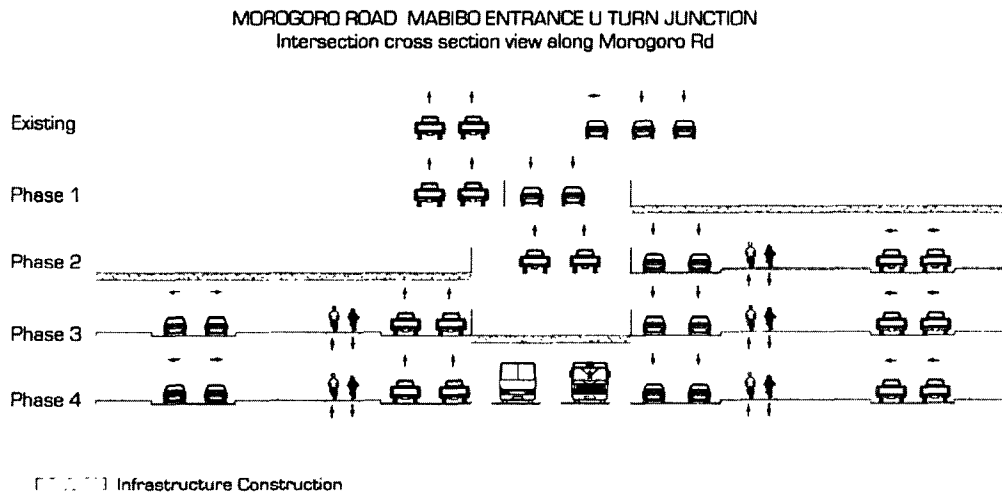 MOROGORO ROAD MABIBO ENTRANCE U TURN JUNCTION
Intersection cross section view along Morogoro Rd
Existing
Phase 1
Phase 2
Phase 3
Phase 4
Infrastructure Construction